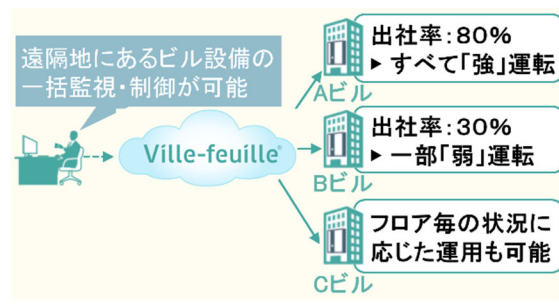 遠隔地にあるビル設備の
一括監視・制御が可能
Ville-feuille®
出社率：80%
▶すべて「強」運転
Aビル
出社率：30%
▶一部「弱」運転
Bビル
フロア毎の状況に
応じた運用も可能
Cビル